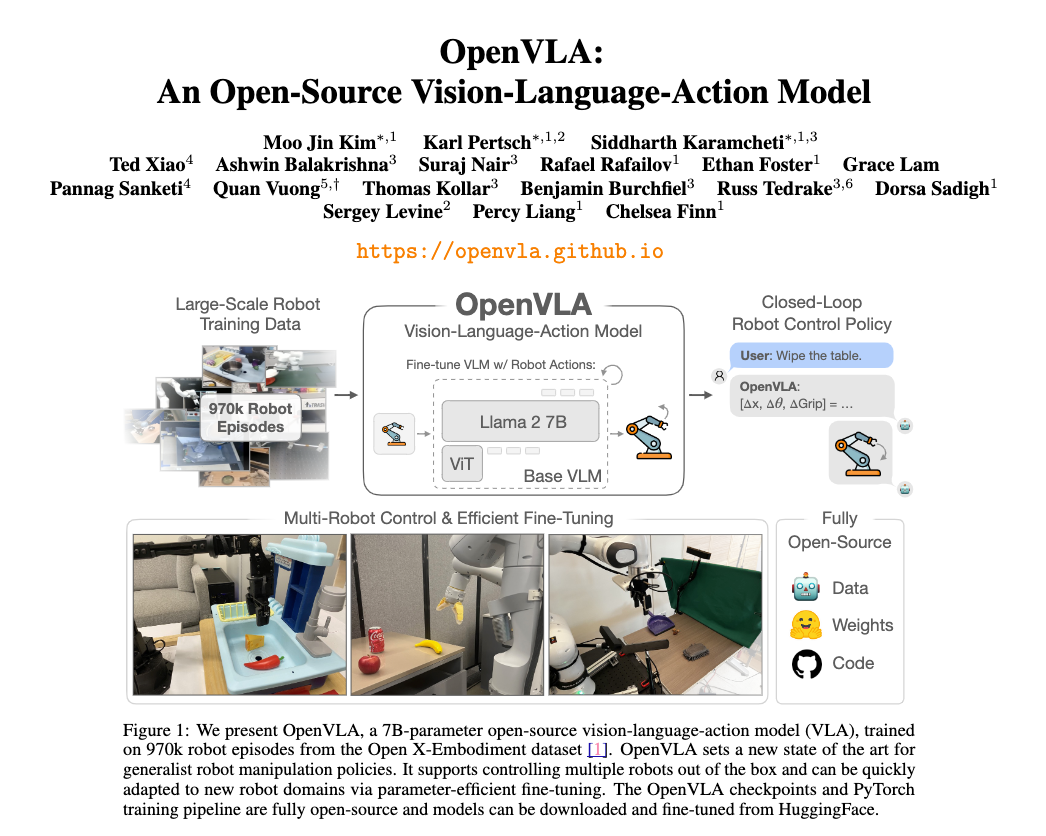 OpenVLA:
An Open-Source Vision-Language-Action Model
Moo Jin Kim∗,1 Karl Pertsch∗,1,2 Siddharth Karamcheti∗,1,3
Ted Xiao4 Ashwin Balakrishna3 Suraj Nair3 Rafael Rafailov1 Ethan Foster1 Grace Lam
Pannag Sanketi4 Quan Vuong5,† Thomas Kollar3 Benjamin Burchfiel3 Russ Tedrake3,6 Dorsa Sadigh1
Sergey Levine2 Percy Liang1 Chelsea Finn1
https://openvla.github.io
Large-Scale Robot
Training Data
970k Robot
Episodes
OpenVLA
Vision-Language-Action Model
Fine-tune VLM w/ Robot Actions:
Llama 2 7B
ViT
Base VLM
Closed-Loop
Robot Control Policy
User: Wipe the table.
OpenVLA:
[Δx, Δθ, ΔGrip] = …
Multi-Robot Control & Efficient Fine-Tuning
Coca-Cola
Fully
Open-Source
Data
Weights
Code
Figure 1: We present OpenVLA, a 7B-parameter open-source vision-language-action model (VLA), trained
on 970k robot episodes from the Open X-Embodiment dataset [1]. OpenVLA sets a new state of the art for
generalist robot manipulation policies. It supports controlling multiple robots out of the box and can be quickly
adapted to new robot domains via parameter-efficient fine-tuning. The OpenVLA checkpoints and PyTorch
training pipeline are fully open-source and models can be downloaded and fine-tuned from HuggingFace.